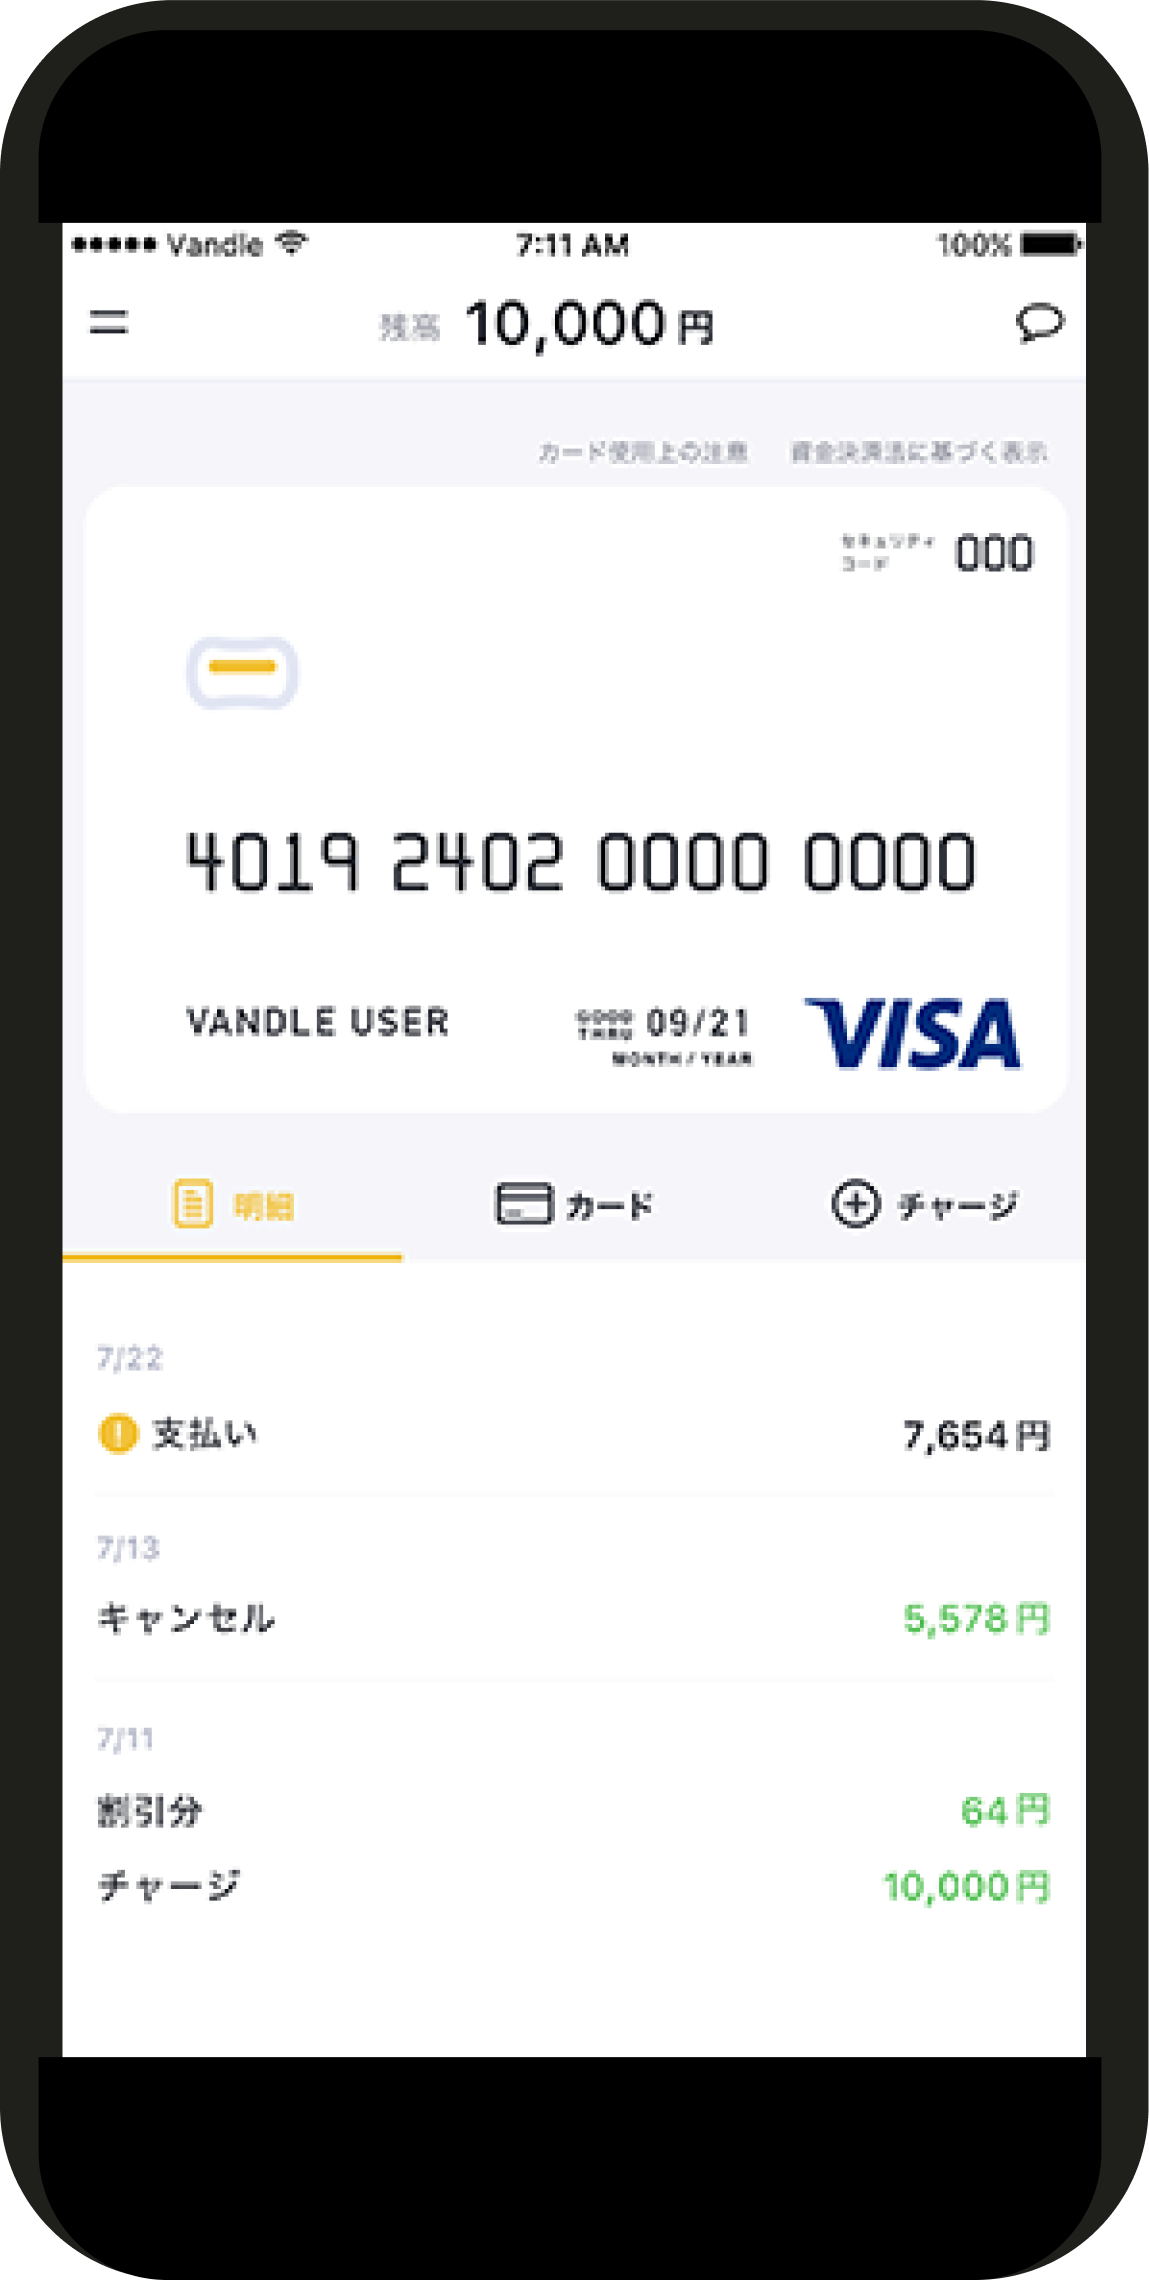 Vandle 7:11 AM 100%
残高 10,000円
カード使用上の注意 資金決済法に基づく表示
セキュリティ
コード 000
4019 2402 0000 0000
VANDLE USER GOOD THRU 09/21 VISA
MONTH / YEAR
明細 カード チャージ
7/22
支払い 7,654円
7/13
キャンセル 5,578円
7/11
割引分 64円
チャージ 10,000円